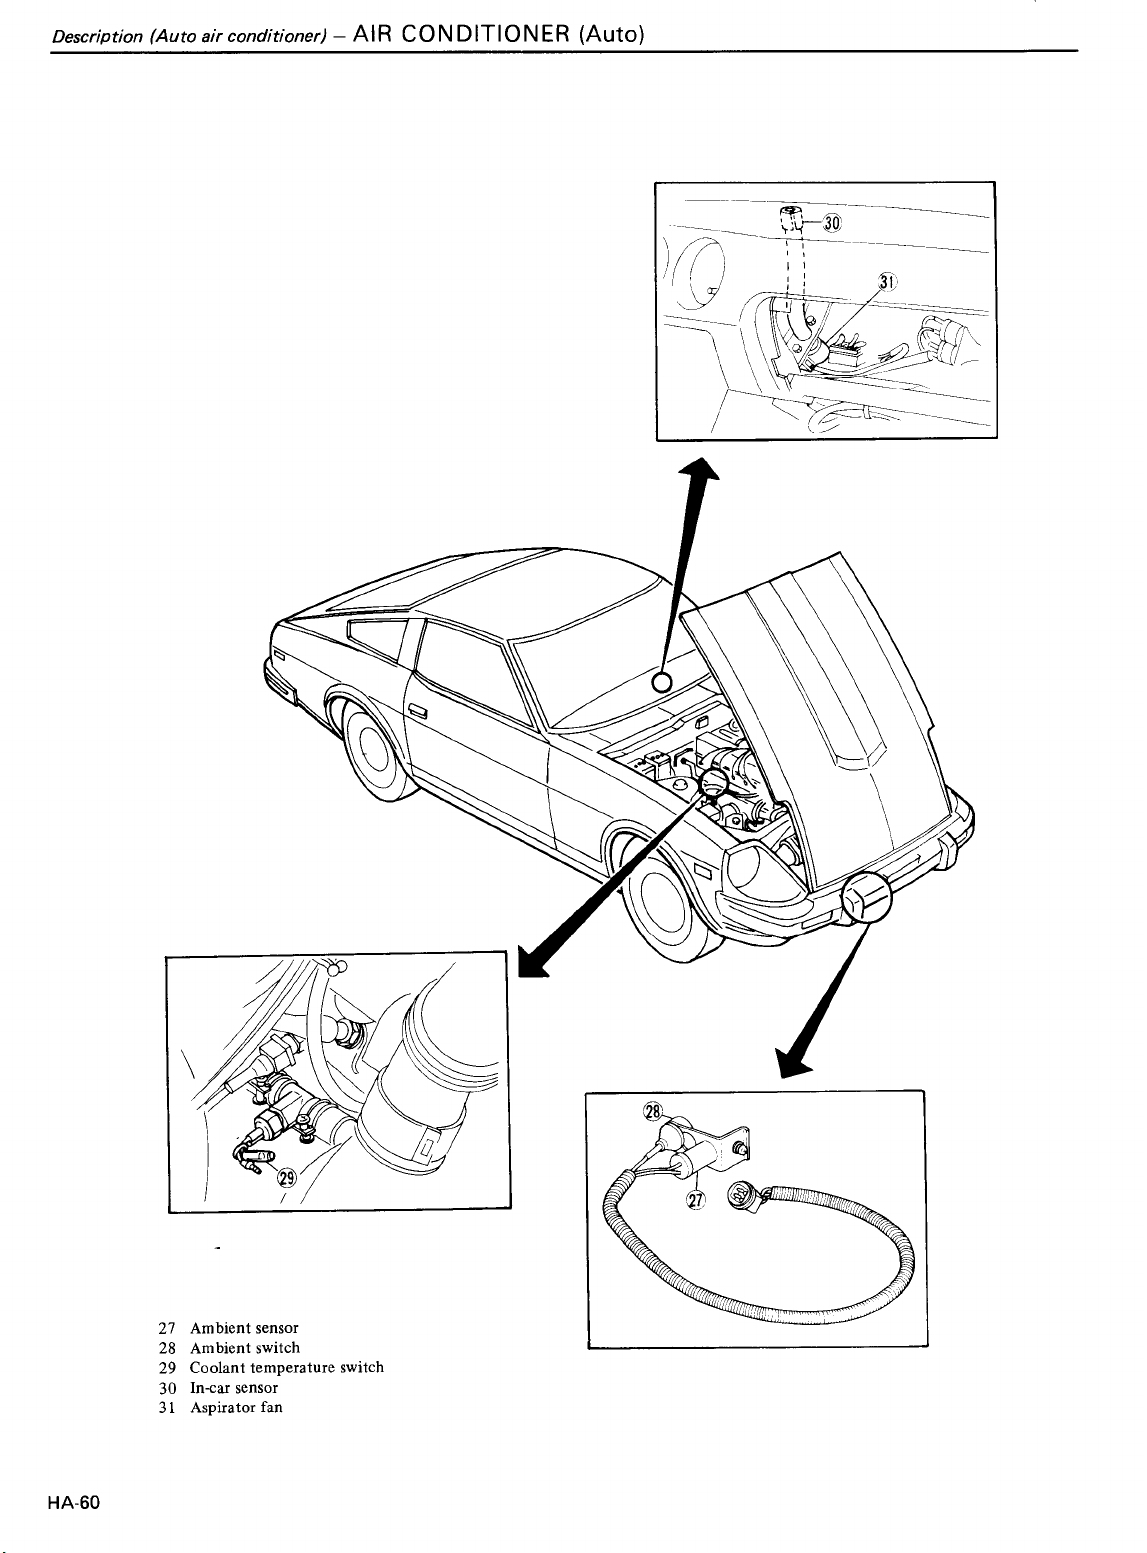 Description (Auto air conditioner) – AIR CONDITIONER (Auto)
30
31
29
28
27
27 Ambient sensor
28 Ambient switch
29 Coolant temperature switch
30 In-car sensor
31 Aspirator fan
HA-60